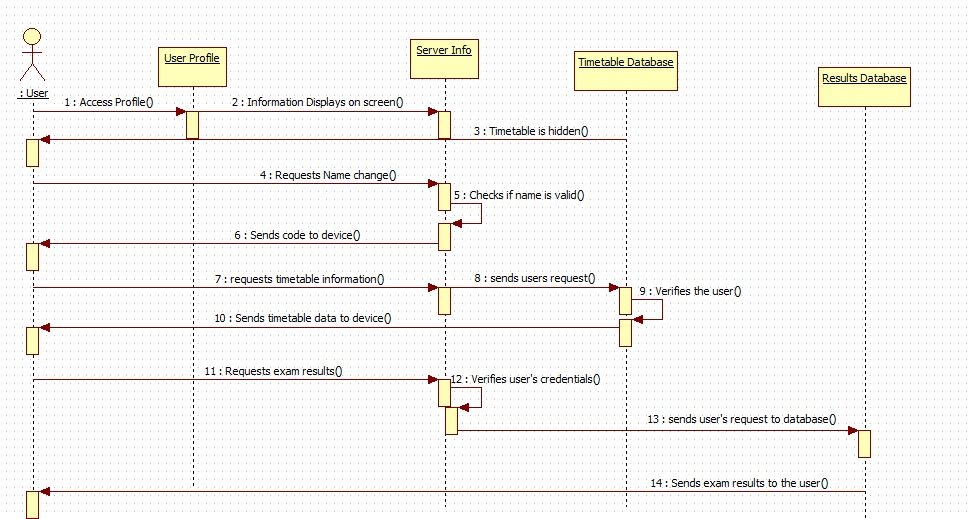 User Profile
Server Info
Timetable Database
Results Database
: User
1 : Access Profile()
2 : Information Displays on screen()
3 : Timetable is hidden()
4 : Requests Name change()
5 : Checks if name is valid()
6 : Sends code to device()
7 : requests timetable information()
8 : sends users request()
9 : Verifies the user()
10 : Sends timetable data to device()
11 : Requests exam results()
12 : Verifies user's credentials()
13 : sends user's request to database()
14 : Sends exam results to the user()